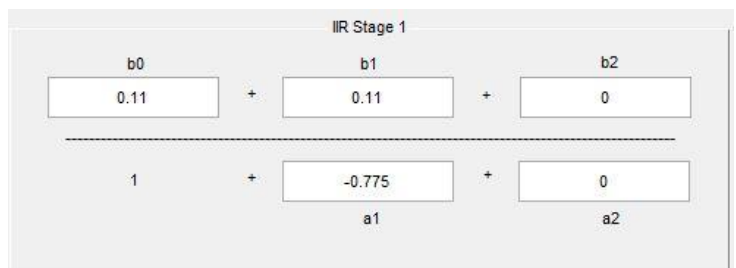 IIR Stage 1
b0 b1 b2
0.11 + 0.11 + 0
1 + -0.775 + 0
a1 a2